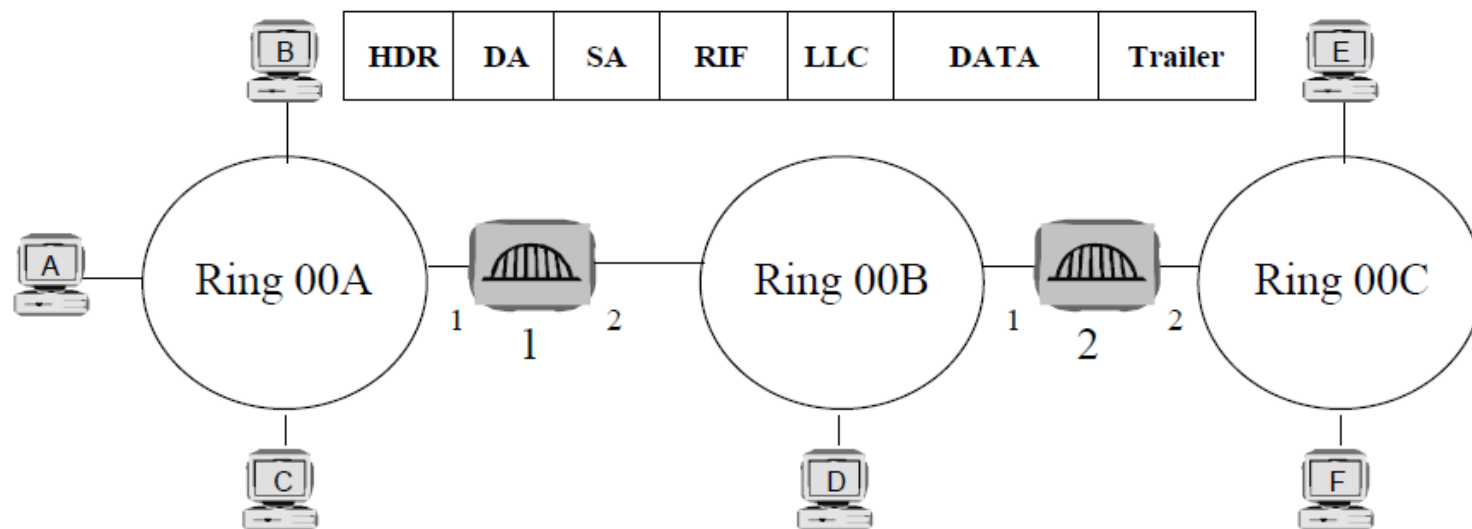 B HDR DA SA RIF LLC DATA Trailer E
A Ring 00A Ring 00B Ring 00C
1 2 1 2
1 2
C D F